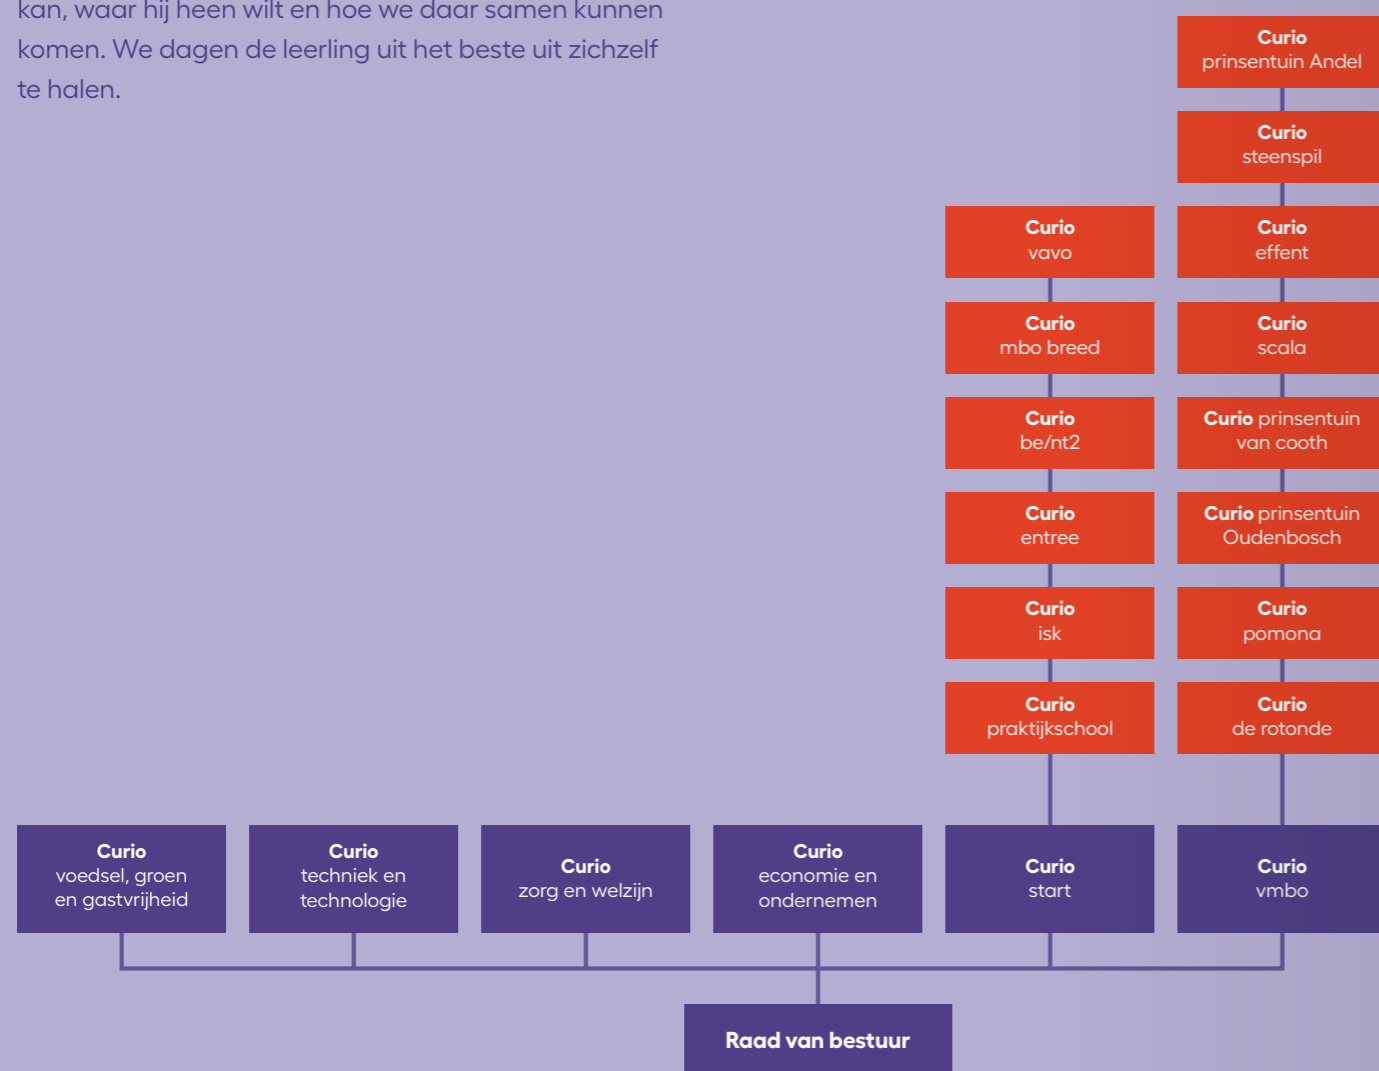 kan, waar hij heen wilt en hoe we daar samen kunnen
komen. We dagen de leerling uit het beste uit zichzelf
te halen.
Curio
prinsentuin Andel
Curio
steenspil
Curio
vavo
Curio
effent
Curio
mbo breed
Curio
scala
Curio
be/nt2
Curio prinsentuin
van cooth
Curio
entree
Curio prinsentuin
Oudenbosch
Curio
isk
Curio
pomona
Curio
praktijkschool
Curio
de rotonde
Curio
voedsel, groen
en gastvrijheid
Curio
techniek en
technologie
Curio
zorg en welzijn
Curio
economie en
ondernemen
Curio
start
Curio
vmbo
Raad van bestuur